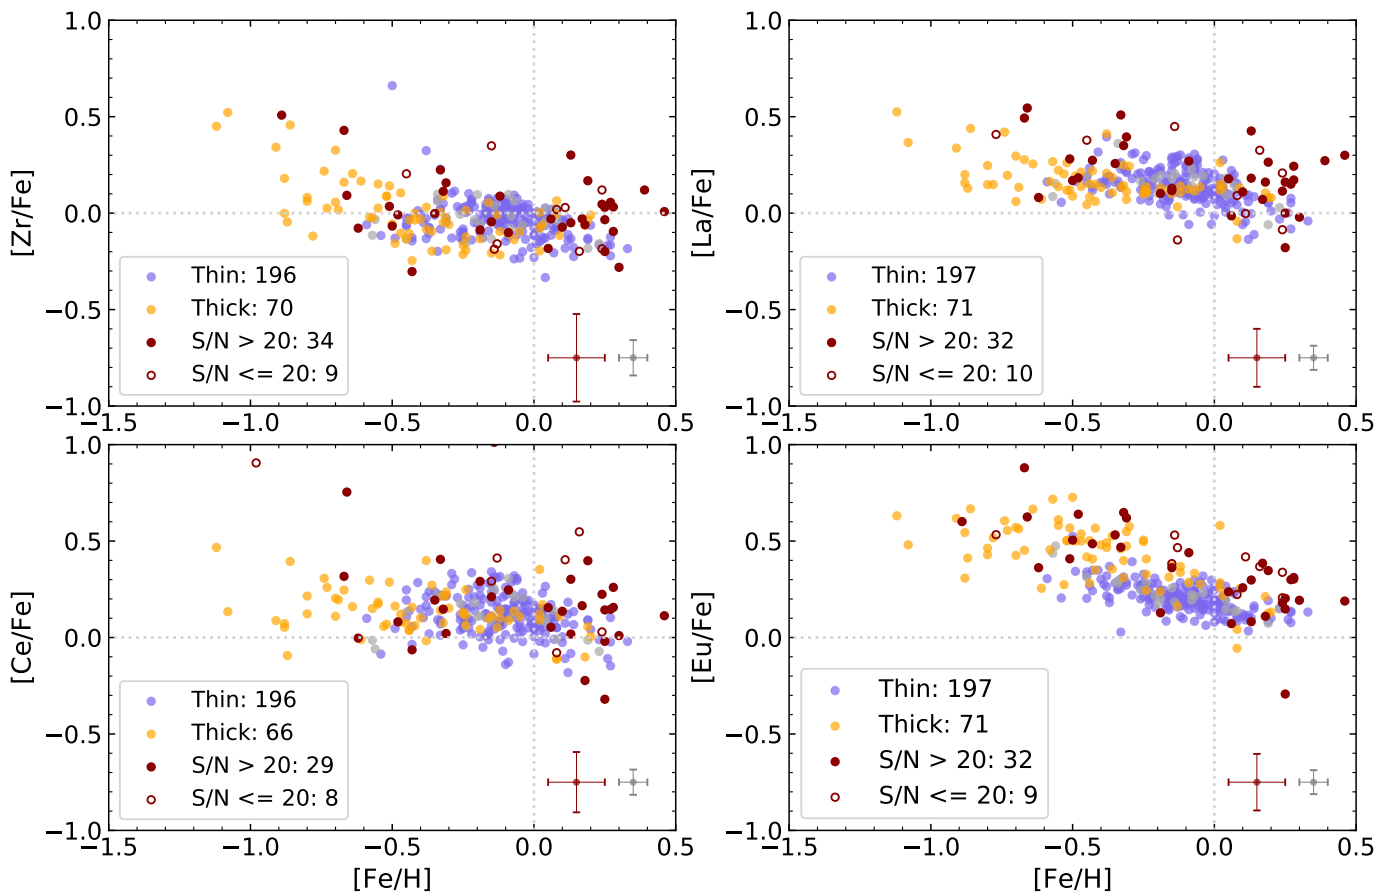 1.0
0.5
0.0
−0.5
−1.0
[Zr/Fe]
Thin: 196
Thick: 70
S/N > 20: 34
S/N <= 20: 9
−1.5 −1.0 −0.5 0.0 0.5
1.0
0.5
0.0
−0.5
−1.0
[La/Fe]
Thin: 197
Thick: 71
S/N > 20: 32
S/N <= 20: 10
−1.5 −1.0 −0.5 0.0 0.5
1.0
0.5
0.0
−0.5
−1.0
[Ce/Fe]
Thin: 196
Thick: 66
S/N > 20: 29
S/N <= 20: 8
−1.5 −1.0 −0.5 0.0 0.5
[Fe/H]
1.0
0.5
0.0
−0.5
−1.0
[Eu/Fe]
Thin: 197
Thick: 71
S/N > 20: 32
S/N <= 20: 9
−1.5 −1.0 −0.5 0.0 0.5
[Fe/H]